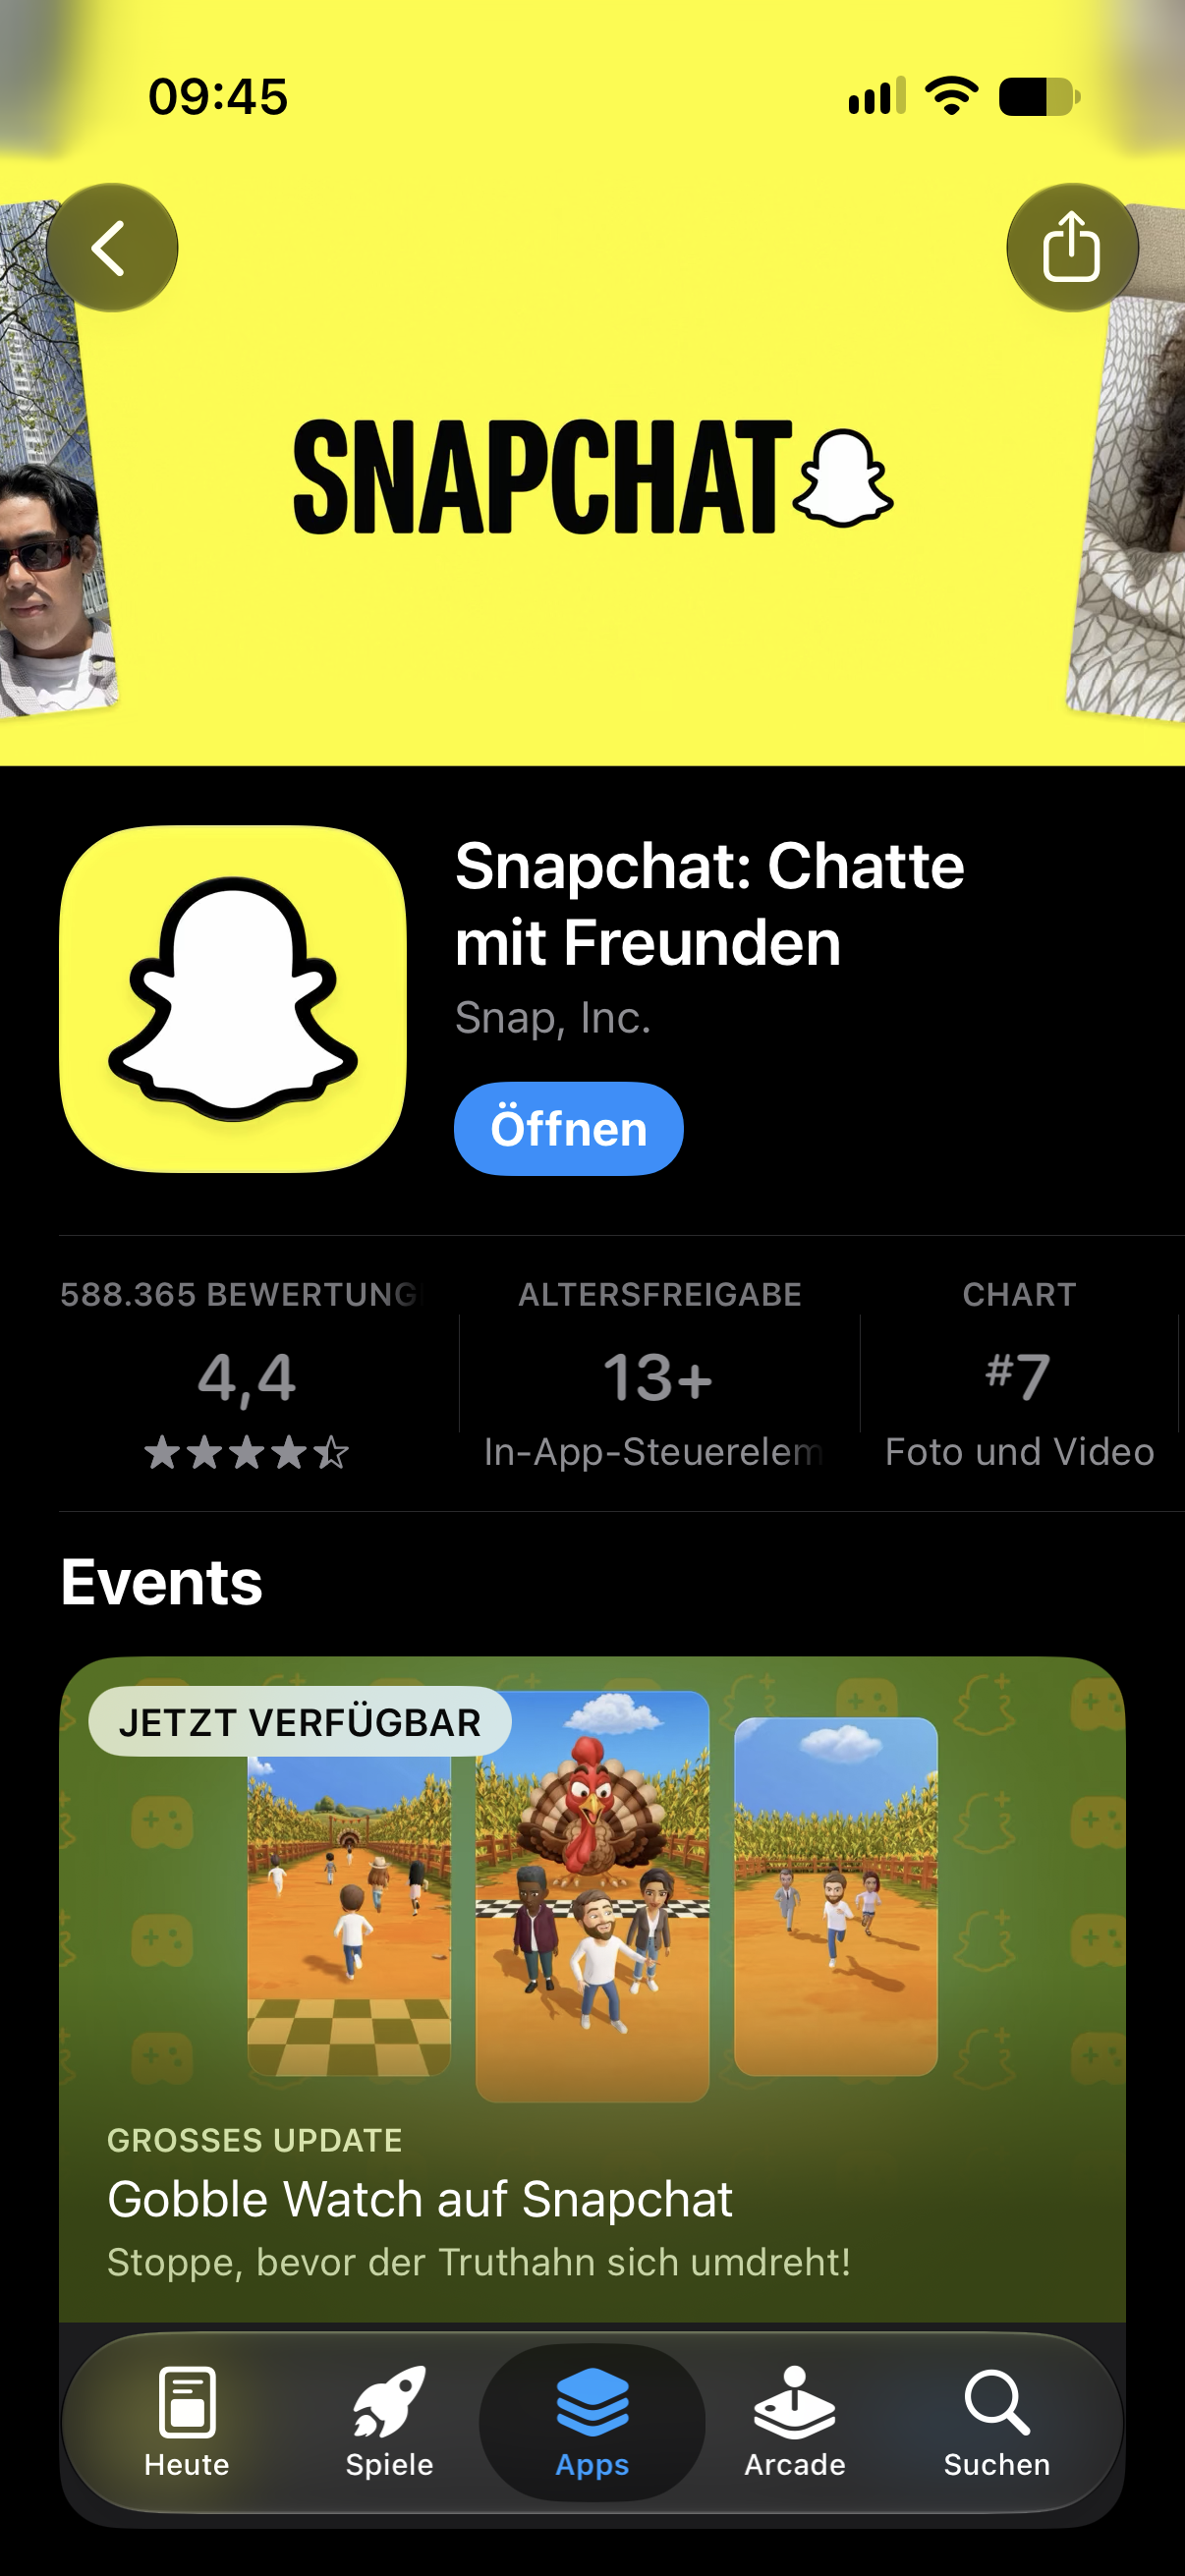 09:45
SNAPCHAT
Snapchat: Chatte
mit Freunden
Snap, Inc.
Öffnen
588.365 BEWERTUNG
ALTERSFREIGABE
CHART
4,4
13+
#7
In-App-Steuerelem
Foto und Video
Events
JETZT VERFÜGBAR
GROSSES UPDATE
Gobble Watch auf Snapchat
Stoppe, bevor der Truthahn sich umdreht!
Heute
Spiele
Apps
Arcade
Suchen